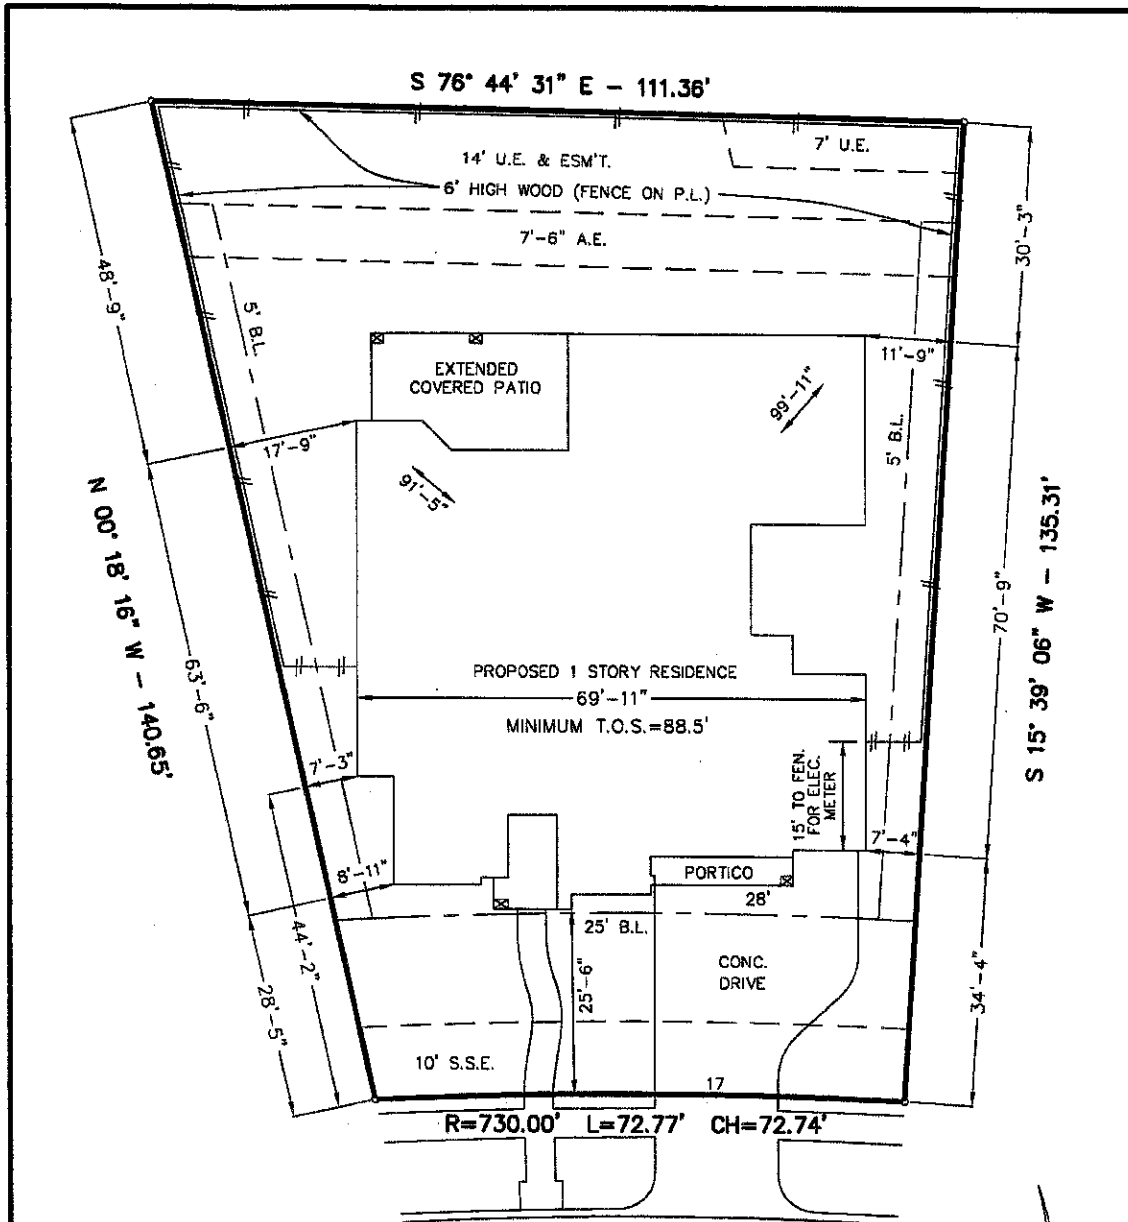 S 76° 44' 31" E - 111.36'
7' U.E.
14' U.E. & ESM'T.
6' HIGH WOOD (FENCE ON P.L.)
7'-6" A.E.
30'-3"
48'-9"
5' B.L.
EXTENDED
COVERED PATIO
11'-9"
99'-11"
17'-9"
5' B.L.
91'-5"
N 00° 18' 16" W - 140.65'
S 15° 39' 06" W - 135.31'
70'-9"
63'-6"
PROPOSED 1 STORY RESIDENCE
69'-11"
MINIMUM T.O.S.=88.5'
7'-3"
15' TO FEN.
FOR ELEC.
METER
7'-4"
8'-11"
PORTICO
28'
25' B.L.
44'-2"
28'-5"
25'-6"
CONC.
DRIVE
34'-4"
10' S.S.E.
17
R=730.00' L=72.77' CH=72.74'